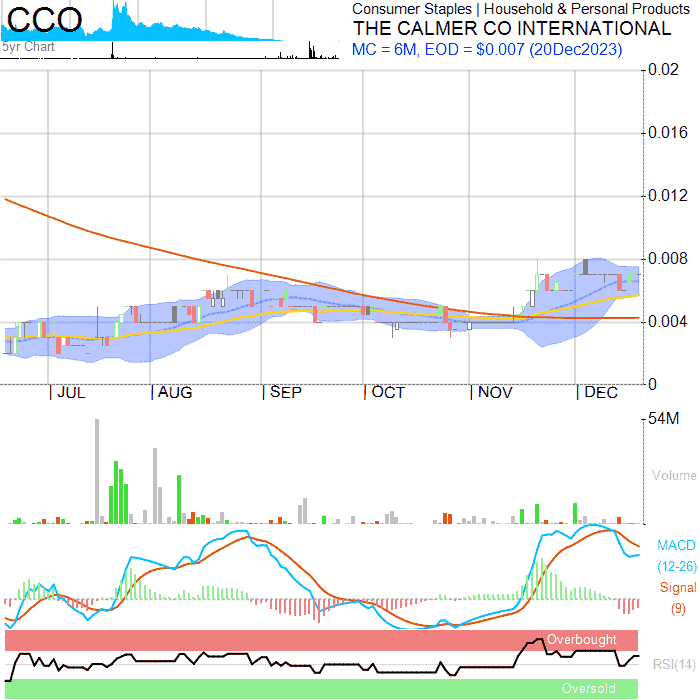 CCO
5yr Chart
Consumer Staples | Household & Personal Products
THE CALMER CO INTERNATIONAL
MC = 6M, EOD = $0.007 (20Dec2023)
0.02
0.016
0.012
0.008
0.004
0
JUL AUG SEP OCT NOV DEC
54M
Volume
MACD
(12-26)
Signal
(9)
Overbought
RSI(14)
Oversold